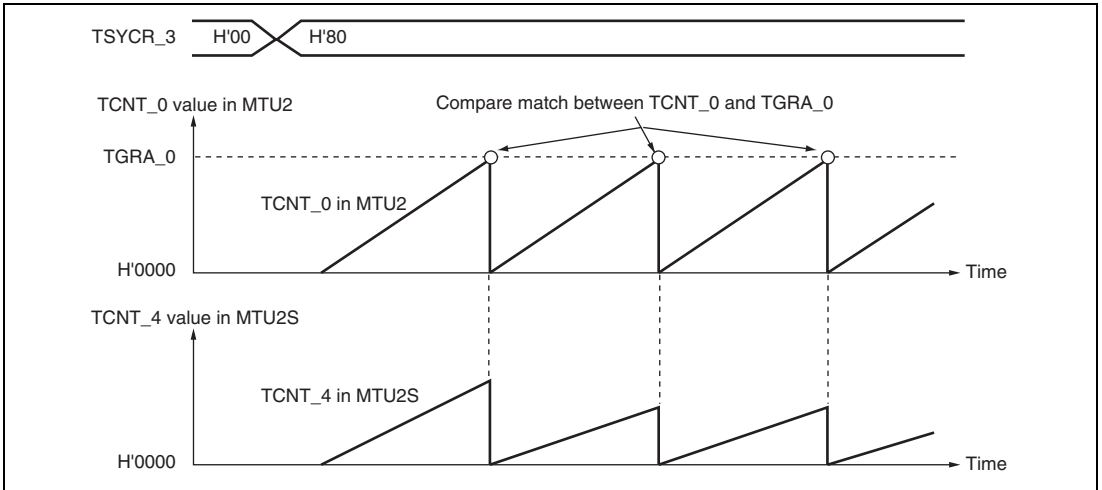 TSYCR_3 H'00 H'80
TCNT_0 value in MTU2
Compare match between TCNT_0 and TGRA_0
TGRA_0
TCNT_0 in MTU2
H'0000
Time
TCNT_4 value in MTU2S
TCNT_4 in MTU2S
H'0000
Time